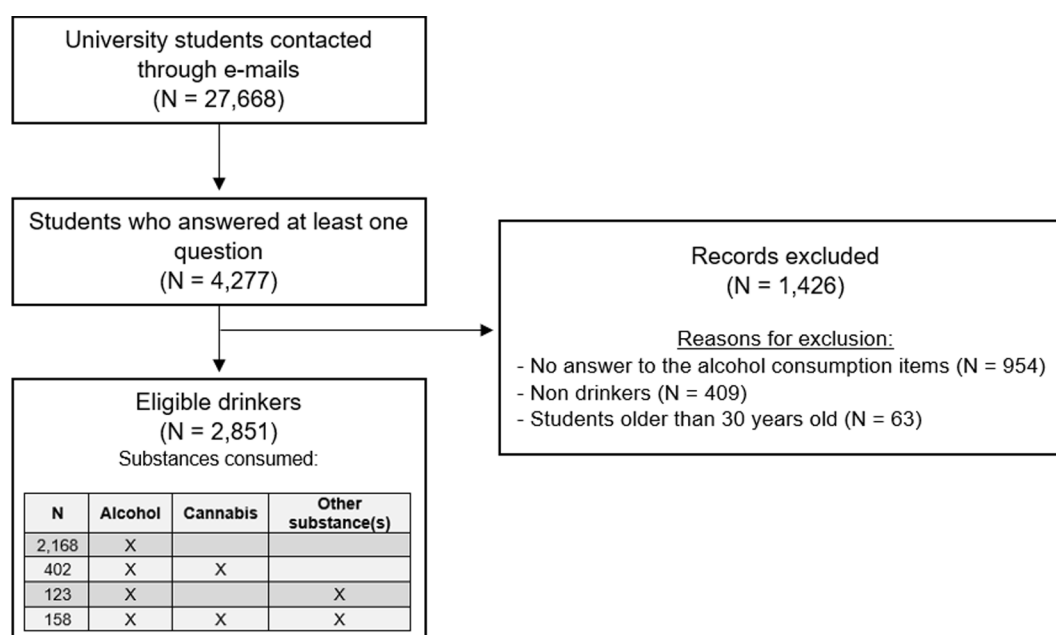 University students contacted
through e-mails
(N = 27,668)
Students who answered at least one
question
(N = 4,277)
Records excluded
(N = 1,426)
Reasons for exclusion:
- No answer to the alcohol consumption items (N = 954)
- Non drinkers (N = 409)
- Students older than 30 years old (N = 63)
Eligible drinkers
(N = 2,851)
Substances consumed:
N Alcohol Cannabis Other substance(s)
2,168 X
402 X X
123 X X
158 X X X